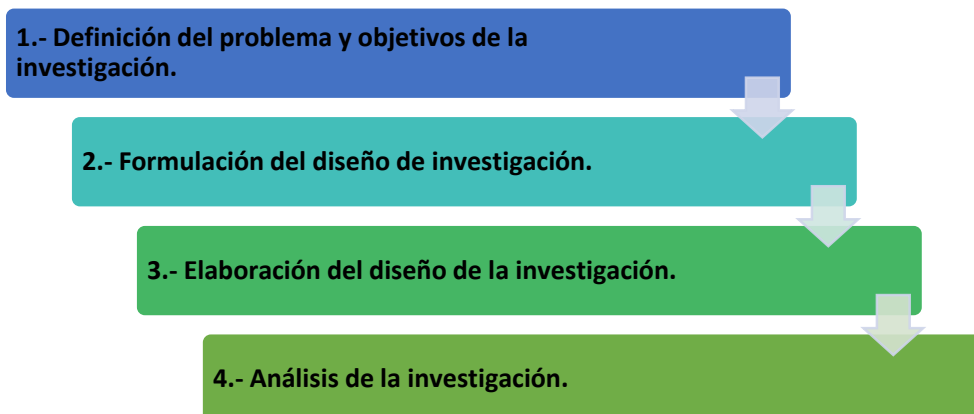 1.- Definición del problema y objetivos de la
investigación.
2.- Formulación del diseño de investigación.
3.- Elaboración del diseño de la investigación.
4.- Análisis de la investigación.